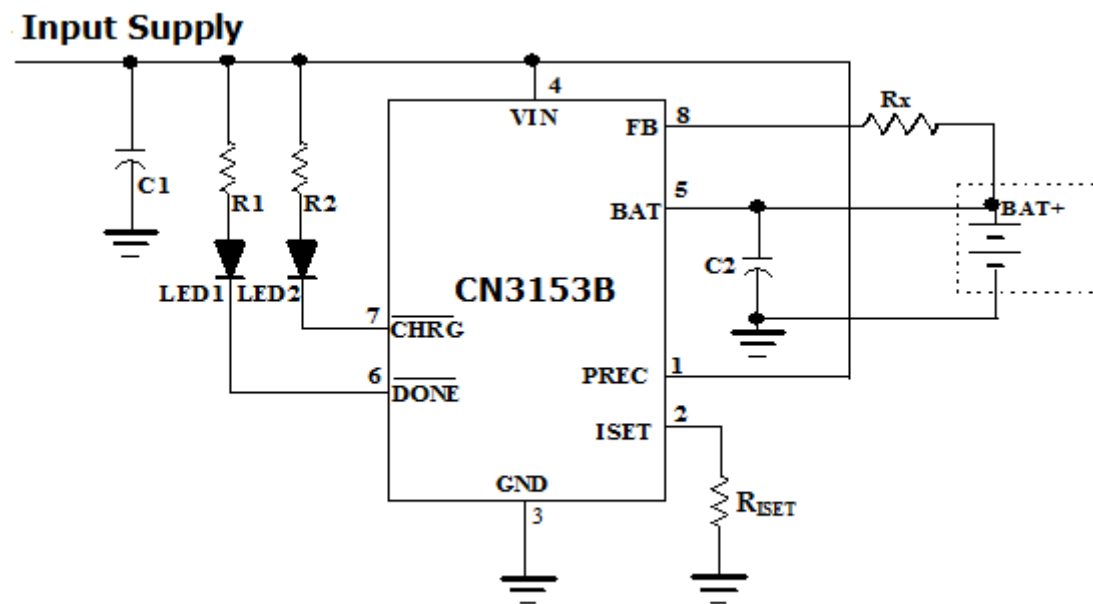 Input Supply
4
VIN
Rx
8
FB
C1
R1
R2
5
BAT
BAT+
C2
LED1
LED2
CN3153B
7
CHRG
6
DONE
1
PREC
2
ISET
GND
3
RISET